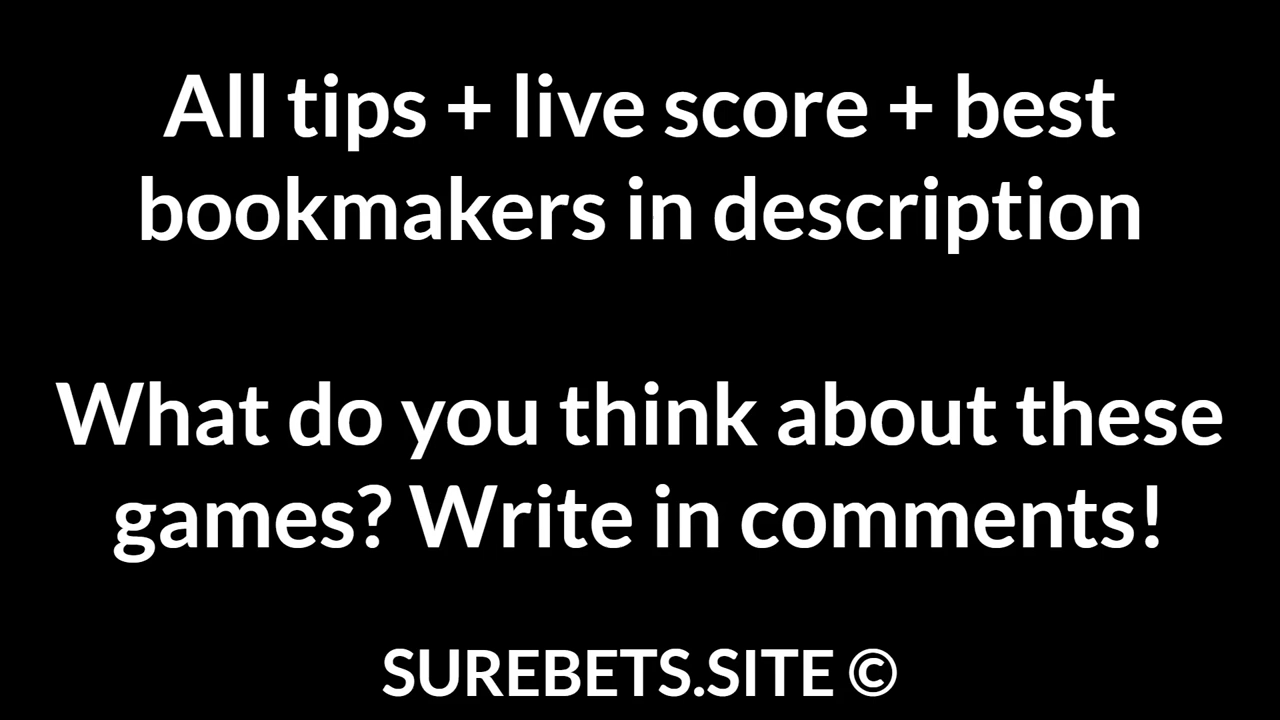 All tips + live score + best
bookmakers in description
What do you think about these
games? Write in comments!
SUREBETS.SITE ©